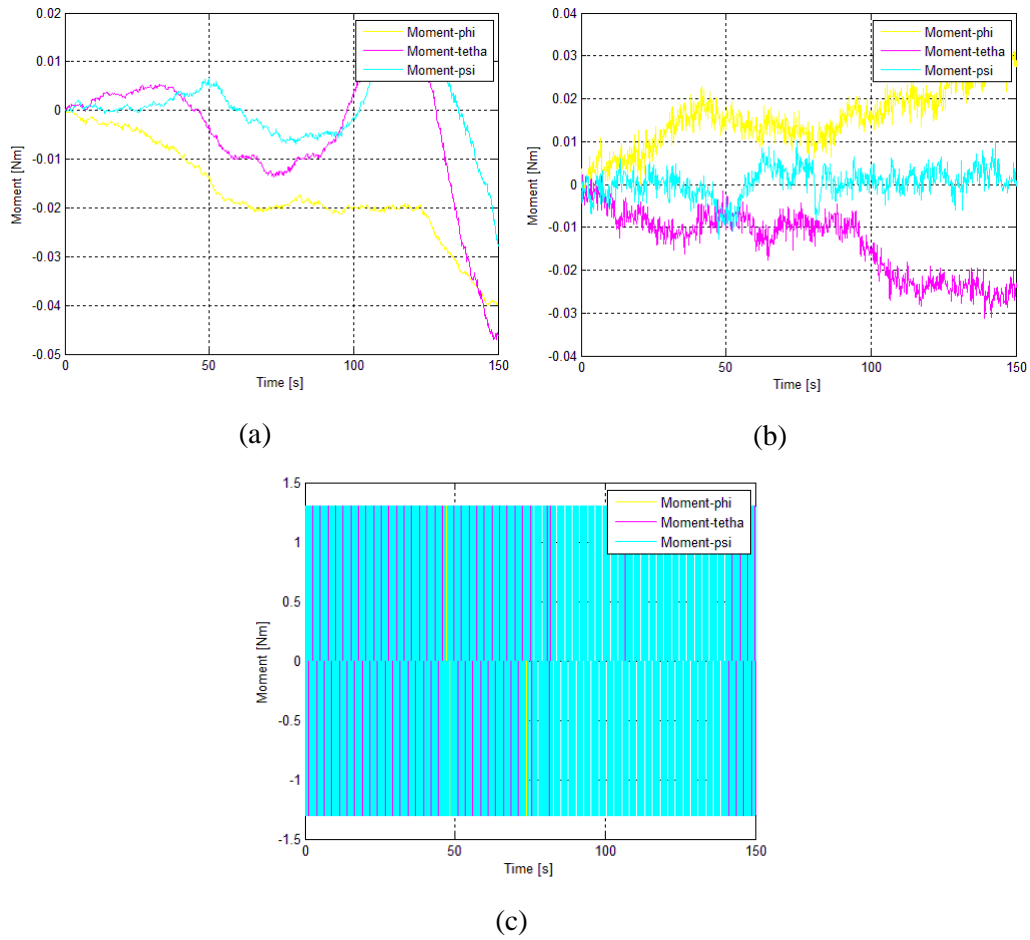 0.02
0.01
0
-0.01
-0.02
-0.03
-0.04
-0.05
Moment [Nm]
0
50
100
150
Time [s]
Moment-phi
Moment-tetha
Moment-psi
(a)
0.04
0.03
0.02
0.01
0
-0.01
-0.02
-0.03
-0.04
Moment [Nm]
0
50
100
150
Time [s]
Moment-phi
Moment-tetha
Moment-psi
(b)
1.5
1
0.5
0
-0.5
-1
-1.5
Moment [Nm]
0
50
100
150
Time [s]
Moment-phi
Moment-tetha
Moment-psi
(c)